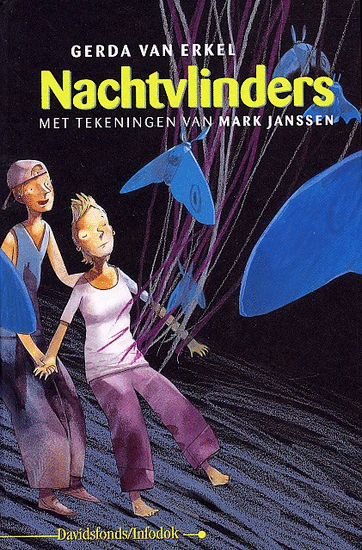 GERDA VAN ERKEL
Nachtvlinders
MET TEKENINGEN VAN MARK JANSSEN
Davidsfonds/Infodok